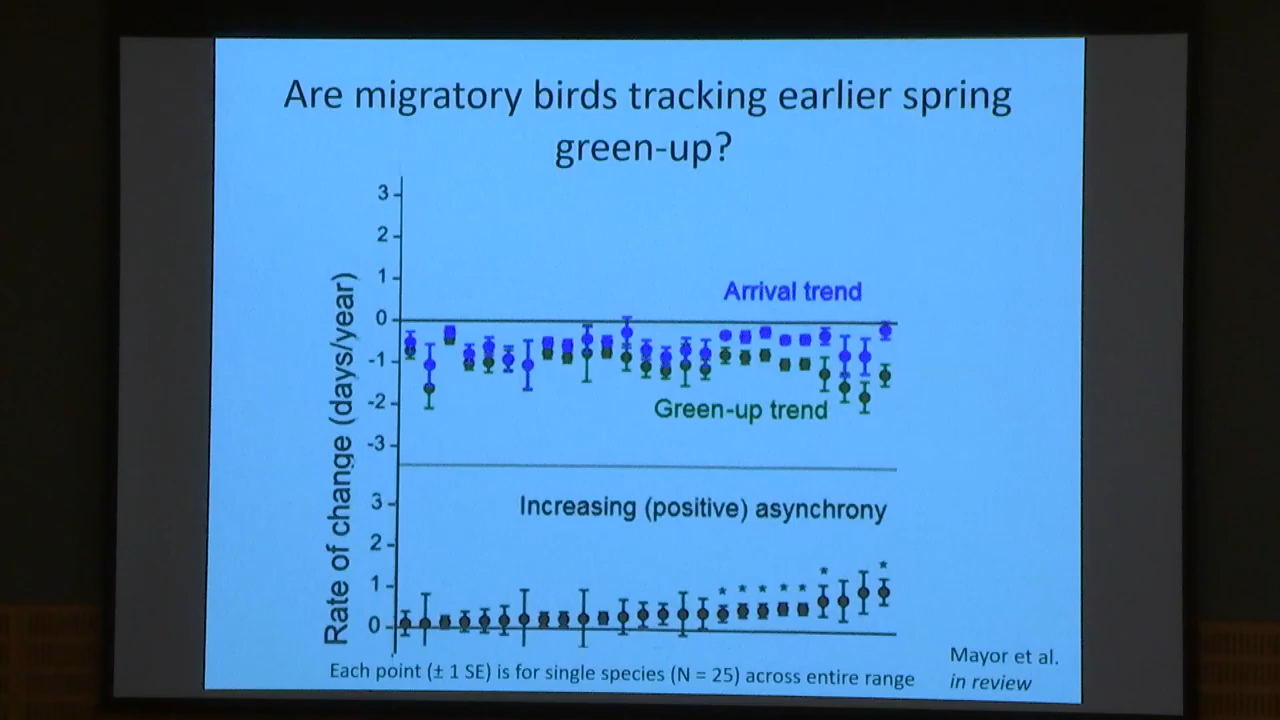 Are migratory birds tracking earlier spring
green-up?
Rate of change (days/year)
3
2
1
0
-1
-2
-3
Arrival trend
Green-up trend
Increasing (positive) asynchrony
3
2
1
0
* * * * * * *
Each point (± 1 SE) is for single species (N = 25) across entire range
Mayor et al.
in review